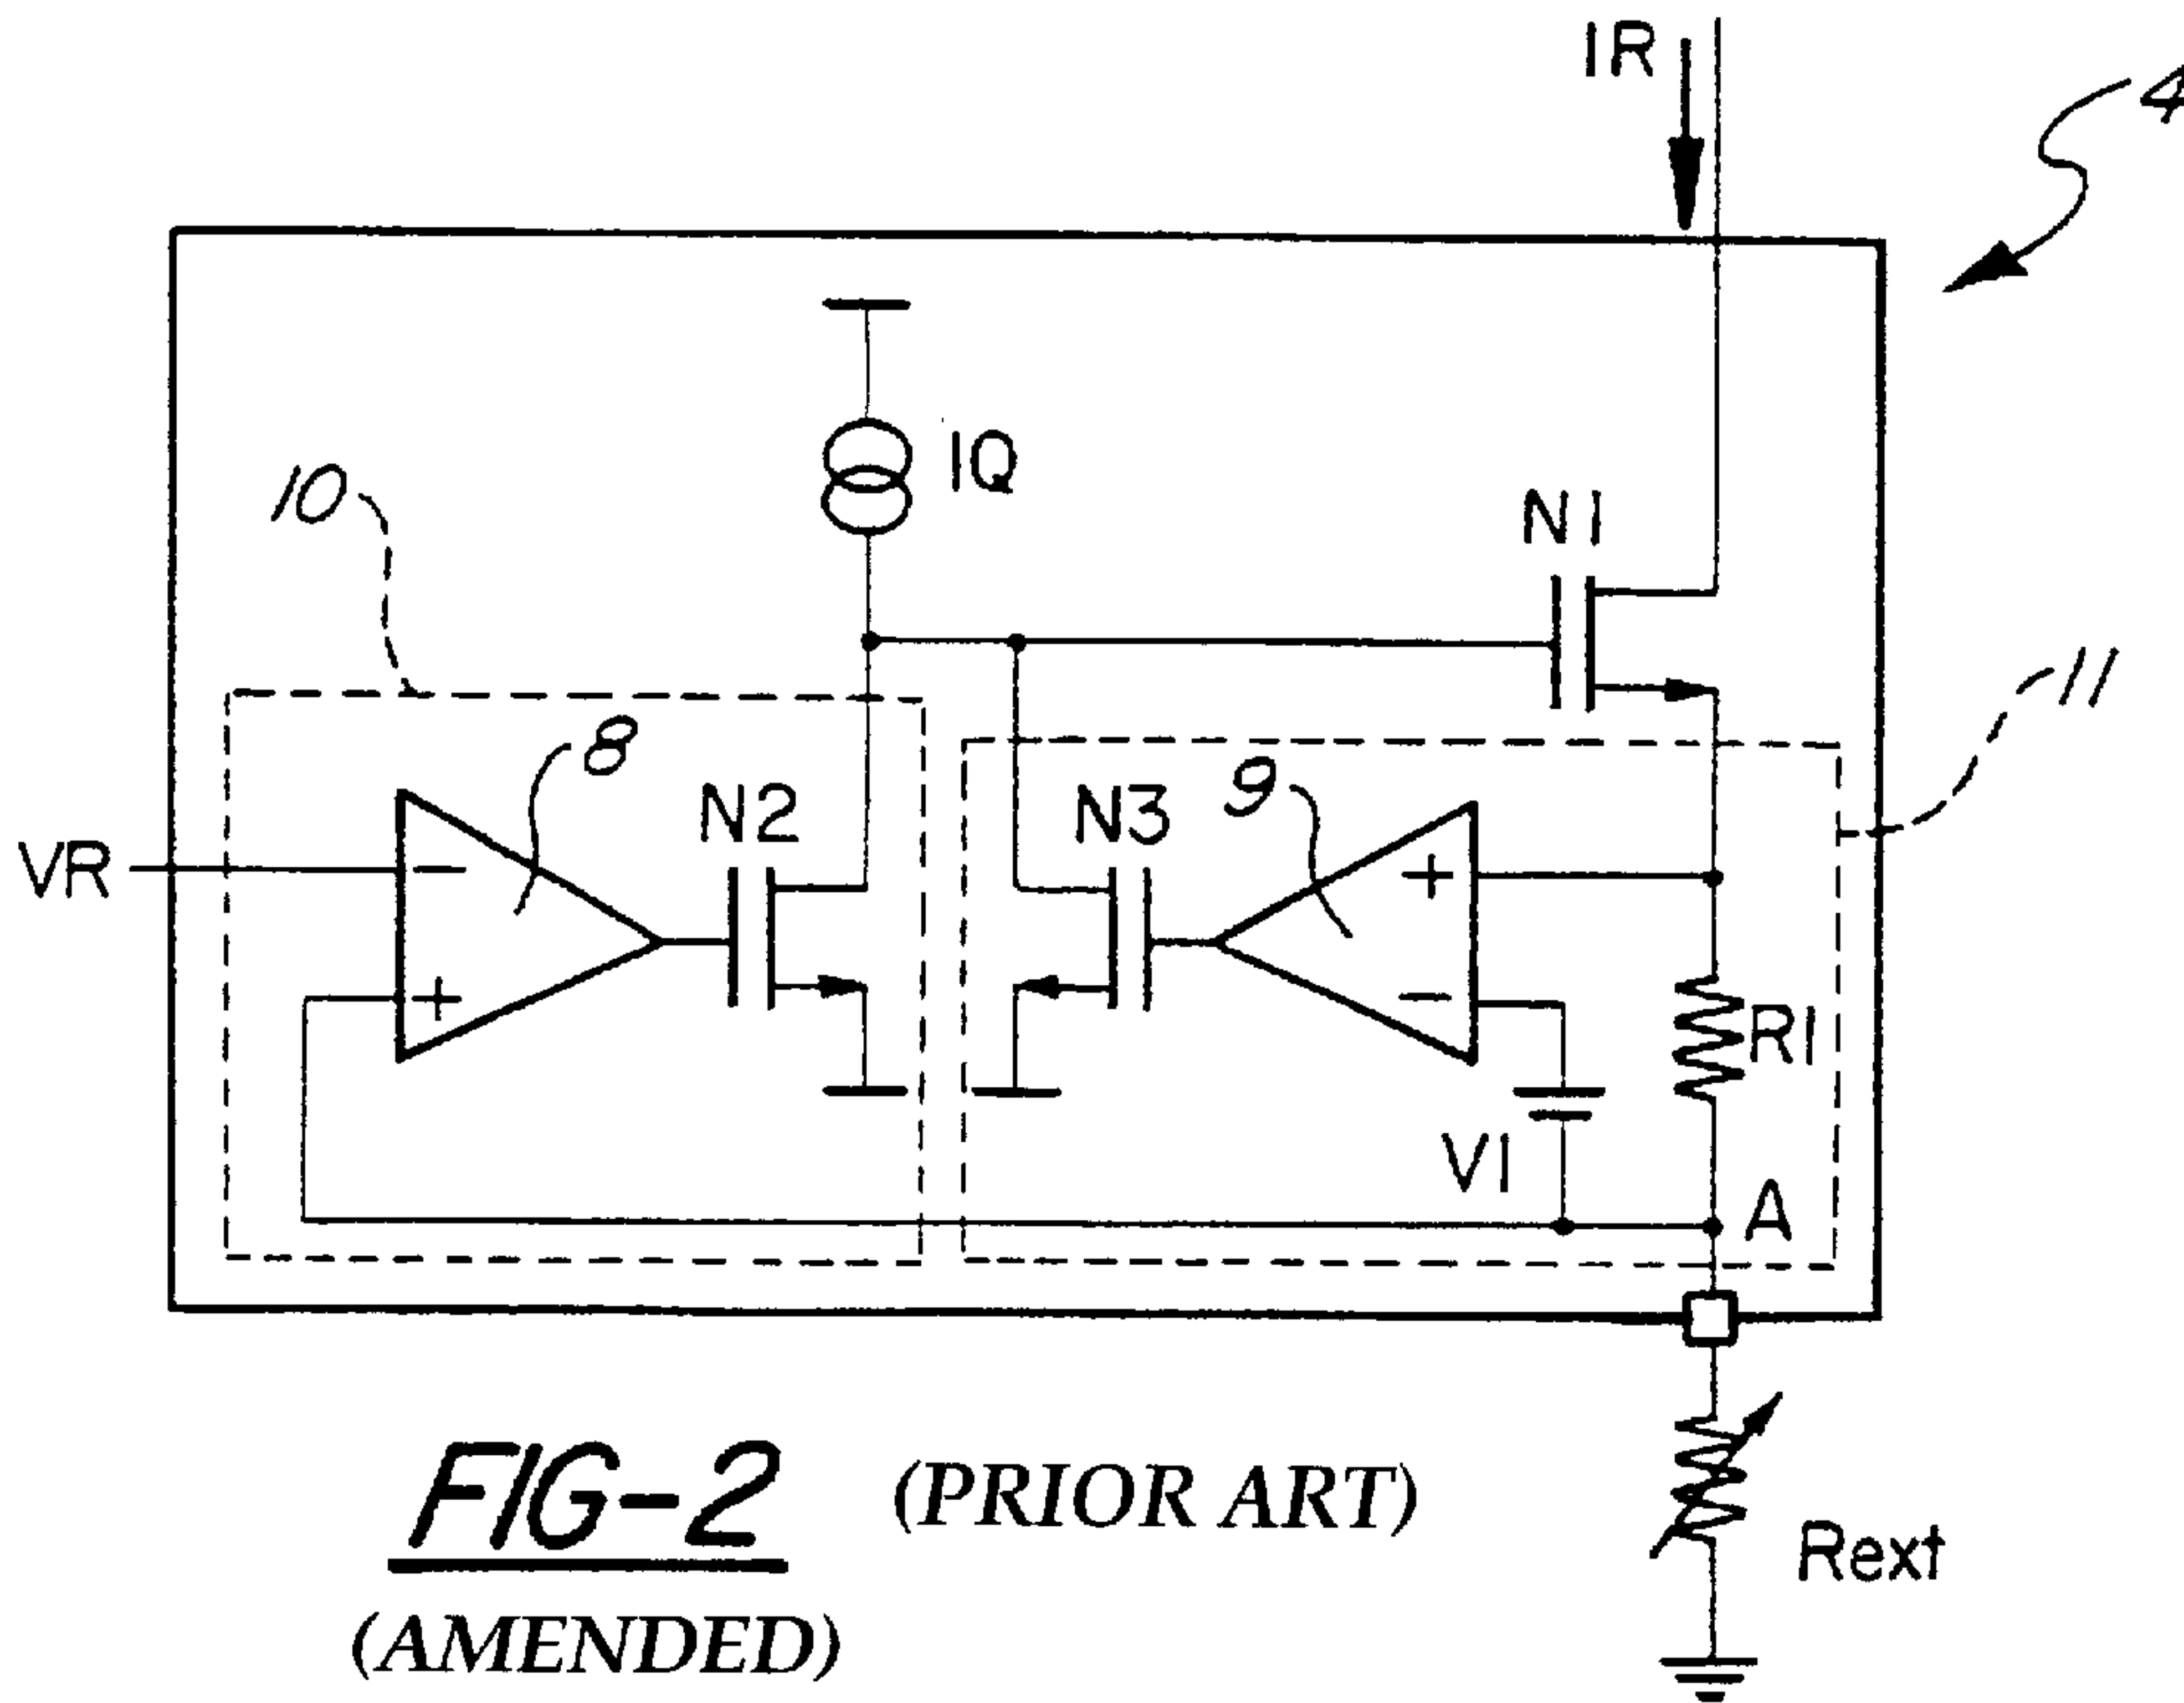 IR
4
IQ
10
N1
11
8
N2
N3
9
VR
−
+
+
−
R1
V1
A
FIG-2 (PRIOR ART)
(AMENDED)
Rext